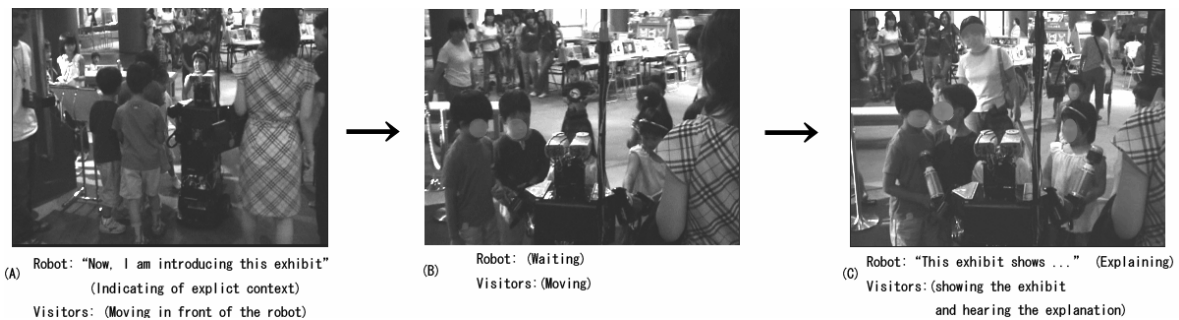 (A) Robot: “Now, I am introducing this exhibit”
(Indicating of explict context)
Visitors: (Moving in front of the robot)
(B) Robot: (Waiting)
Visitors:(Moving)
(C) Robot: “This exhibit shows ...” (Explaining)
Visitors:(showing the exhibit
and hearing the explanation)